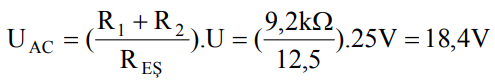 U_AC = (R_1 + R_2 / R_EŞ).U = (9,2kΩ / 12,5).25V = 18,4V